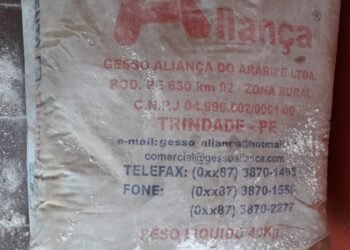 Aliança ®
GESSO ALIANÇA DO ARARIPE LTDA.
ROD. PE 630 km 02 - ZONA RURAL
C.N.P.J 04.996.002/0001-00
TRINDADE - PE
e-mail:gesso_alianca@hotmail
comercial@gessoalianca.com
TELEFAX: (0xx87) 3870-1495
FONE: (0xx87) 3870-1550
(0xx87) 3870-2277
PESO LIQUIDO 40Kg